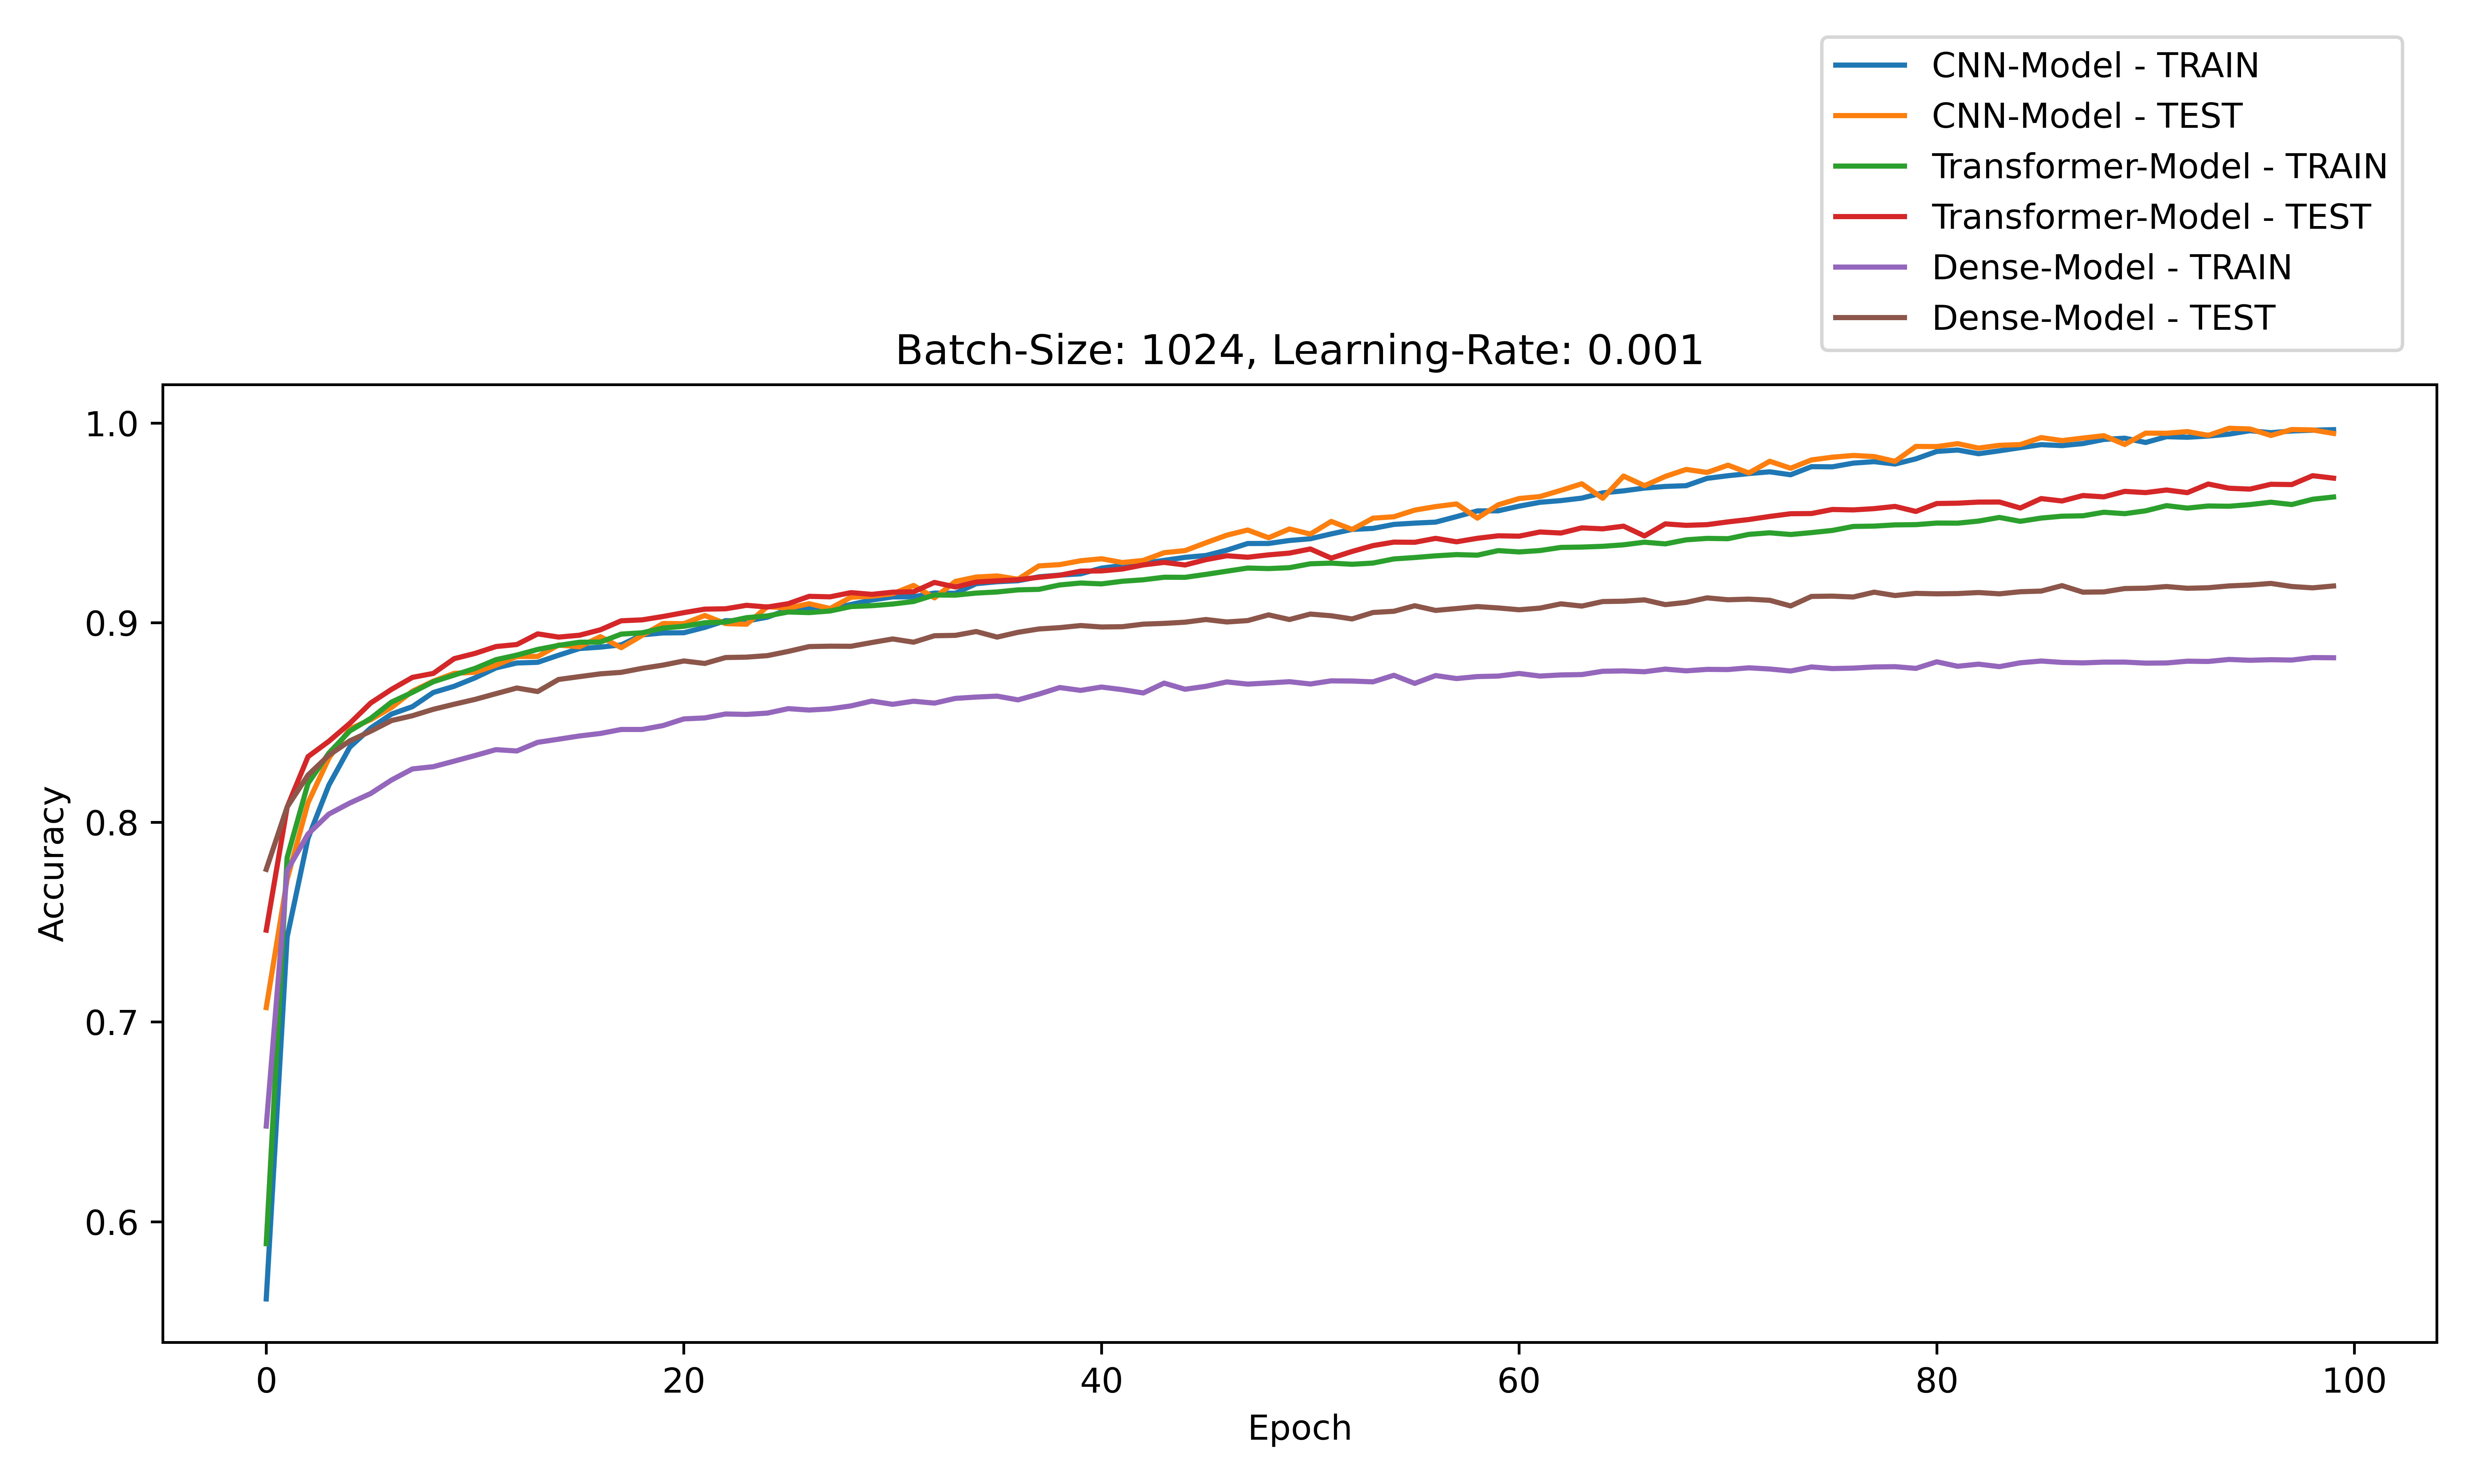 CNN-Model - TRAIN
CNN-Model - TEST
Transformer-Model - TRAIN
Transformer-Model - TEST
Dense-Model - TRAIN
Dense-Model - TEST
Batch-Size: 1024, Learning-Rate: 0.001
1.0
0.9
0.8
0.7
0.6
Accuracy
0 20 40 60 80 100
Epoch